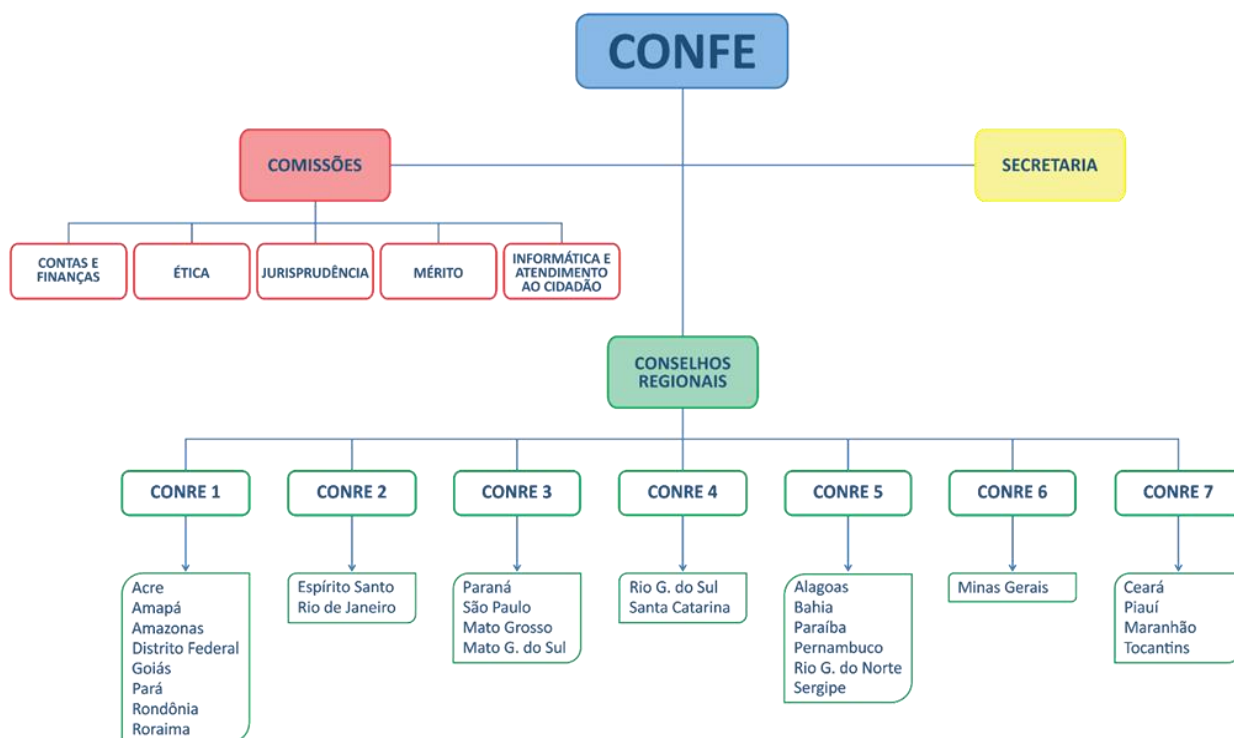 CONFE
COMISSÕES
SECRETARIA
CONTAS E
FINANÇAS
ÉTICA
JURISPRUDÊNCIA
MÉRITO
INFORMÁTICA E
ATENDIMENTO
AO CIDADÃO
CONSELHOS
REGIONAIS
CONRE 1
CONRE 2
CONRE 3
CONRE 4
CONRE 5
CONRE 6
CONRE 7
Acre
Amapá
Amazonas
Distrito Federal
Goiás
Pará
Rondônia
Roraima
Espírito Santo
Rio de Janeiro
Paraná
São Paulo
Mato Grosso
Mato G. do Sul
Rio G. do Sul
Santa Catarina
Alagoas
Bahia
Paraíba
Pernambuco
Rio G. do Norte
Sergipe
Minas Gerais
Ceará
Piauí
Maranhão
Tocantins